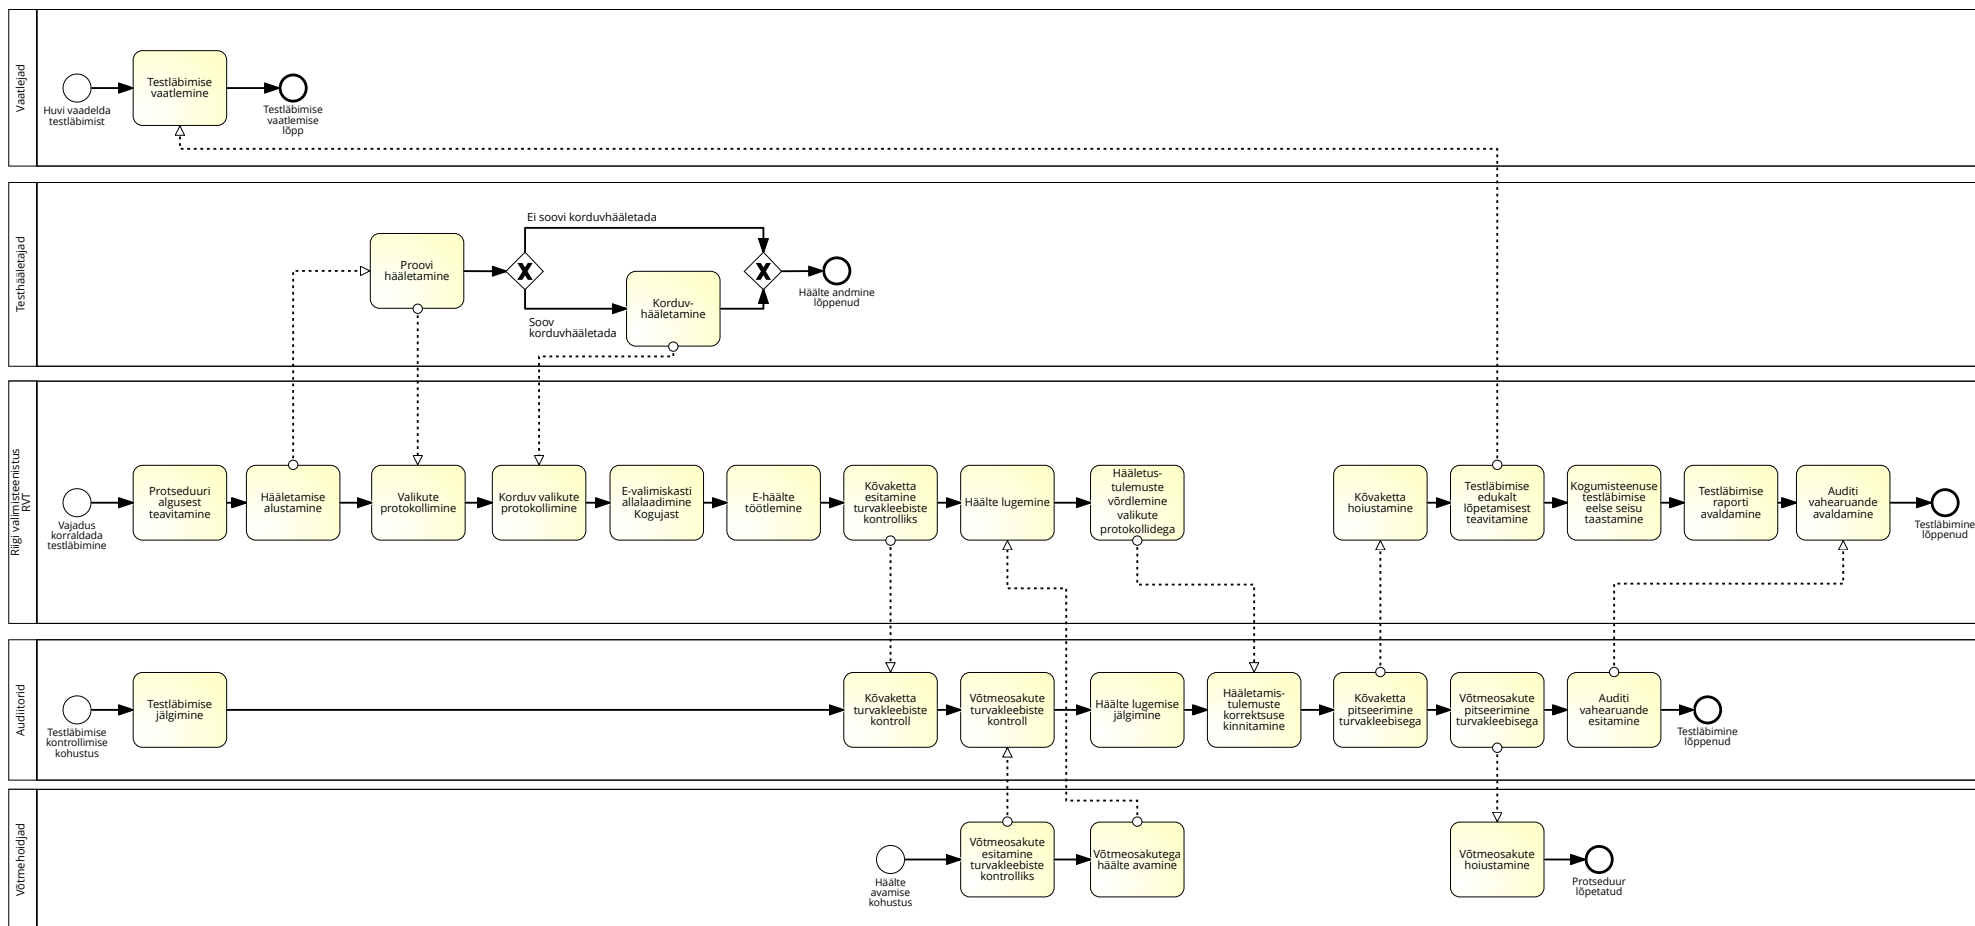 Vaatlejad
Huvi vaadelda
testläbimist
Testläbimise
vaatlemine
Testläbimise
vaatlemise
lõpp
Testhääletajad
Proovi
hääletamine
Ei soovi korduvhääletada
Soov
korduvhääletada
Korduv-
hääletamine
Häälte andmine
lõppenud
Riigi valimisteenistus
RVT
Vajadus
korraldada
testläbimine
Protseduuri
algusest
teavitamine
Hääletamise
alustamine
Valikute
protokollimine
Korduv valikute
protokollimine
E-valimiskasti
allalaadimine
Kogujast
E-häälte
töötlemine
Kõvaketta
esitamine
turvakleebiste
kontrolliks
Häälte lugemine
Hääletus-
tulemuste
võrdlemine
valikute
protokollidega
Kõvaketta
hoiustamine
Testläbimise
edukalt
lõpetamisest
teavitamine
Kogumisteenuse
testläbimise
eelse seisu
taastamine
Testläbimise
raporti
avaldamine
Auditi
vahearuande
avaldamine
Testläbimine
lõppenud
Audiitorid
Testläbimise
kontrollimise
kohustus
Testläbimise
jälgimine
Kõvaketta
turvakleebiste
kontroll
Võtmeosakute
turvakleebiste
kontroll
Häälte lugemise
jälgimine
Hääletamis-
tulemuste
korrektsuse
kinnitamine
Kõvaketta
pitseerimine
turvakleebisega
Võtmeosakute
pitseerimine
turvakleebisega
Auditi
vahearuande
esitamine
Testläbimine
lõppenud
Võtmehoidjad
Häälte
avamise
kohustus
Võtmeosakute
esitamine
turvakleebiste
kontrolliks
Võtmeosakutega
häälte avamine
Võtmeosakute
hoiustamine
Protseduur
lõpetatud